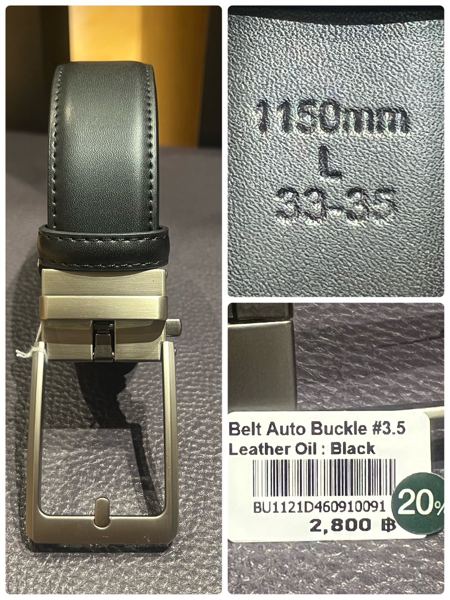 1150mm
L
33-35
Belt Auto Buckle #3.5
Leather Oil : Black
BU1121D460910091
20%
2,800 ฿